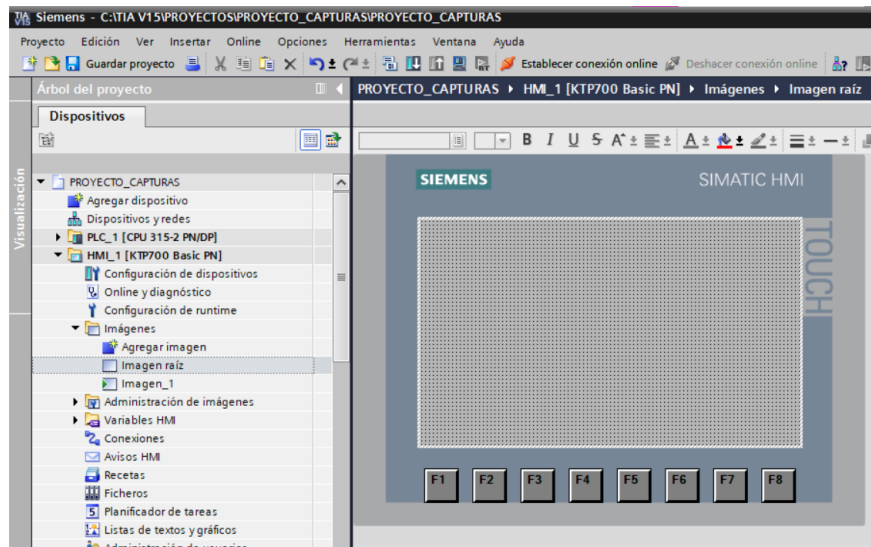 Siemens - C:\TIA V15\PROYECTOS\PROYECTO_CAPTURAS\PROYECTO_CAPTURAS
Proyecto Edición Ver Insertar Online Opciones Herramientas Ventana Ayuda
Guardar proyecto Establecer conexión online Deshacer conexión online
Árbol del proyecto
PROYECTO_CAPTURAS HMI_1 [KTP700 Basic PN] Imágenes Imagen raíz
Dispositivos
B I U S A A
Visualización
PROYECTO_CAPTURAS
Agregar dispositivo
Dispositivos y redes
PLC_1 [CPU 315-2 PN/DP]
HMI_1 [KTP700 Basic PN]
Configuración de dispositivos
Online y diagnóstico
Configuración de runtime
Imágenes
Agregar imagen
Imagen raíz
Imagen_1
Administración de imágenes
Variables HMI
Conexiones
Avisos HMI
Recetas
Ficheros
Planificador de tareas
Listas de textos y gráficos
Administración de usuarios
SIEMENS SIMATIC HMI
TOUCH
F1 F2 F3 F4 F5 F6 F7 F8